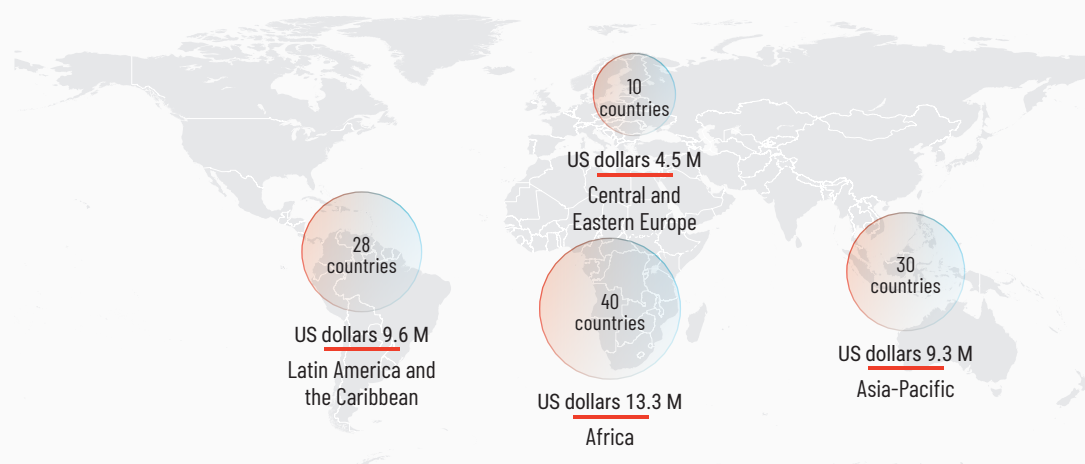 10
countries
US dollars 4.5 M
Central and
Eastern Europe
28
countries
US dollars 9.6 M
Latin America and
the Caribbean
40
countries
US dollars 13.3 M
Africa
30
countries
US dollars 9.3 M
Asia-Pacific